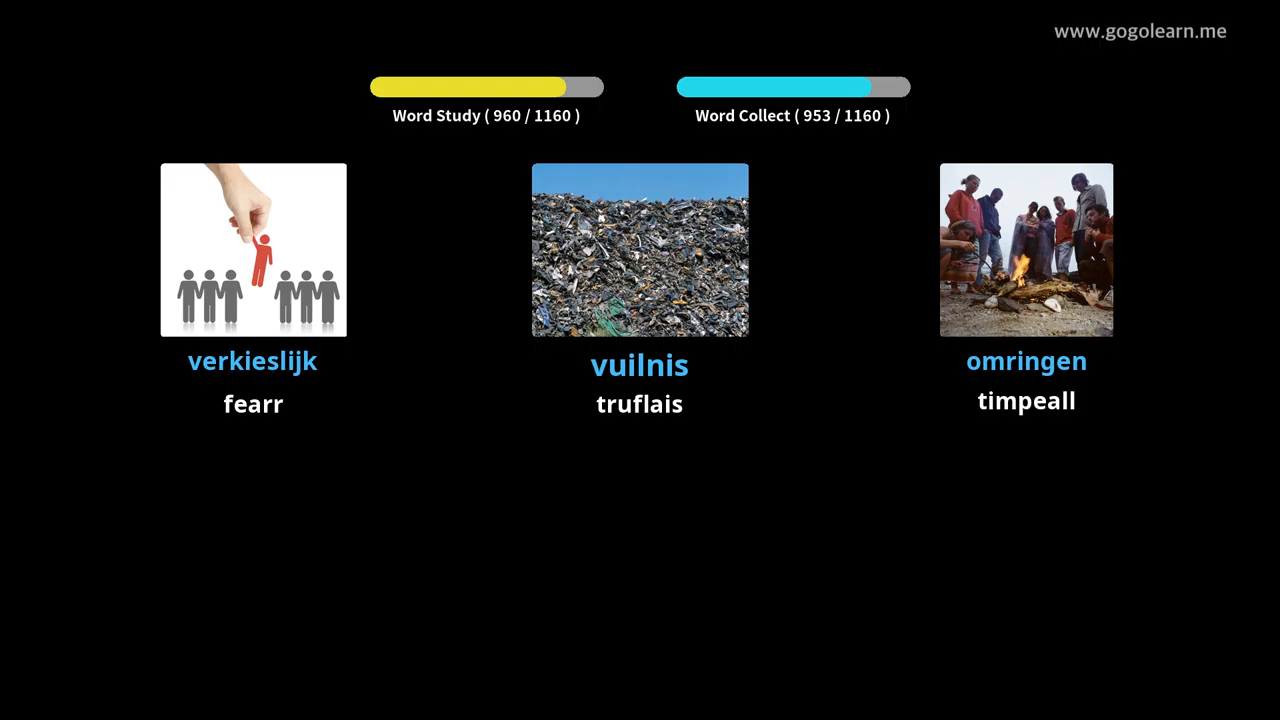 www.gogolearn.me
Word Study ( 960 / 1160 )
Word Collect ( 953 / 1160 )
verkieslijk
vuilnis
omringen
fearr
truflais
timpeall